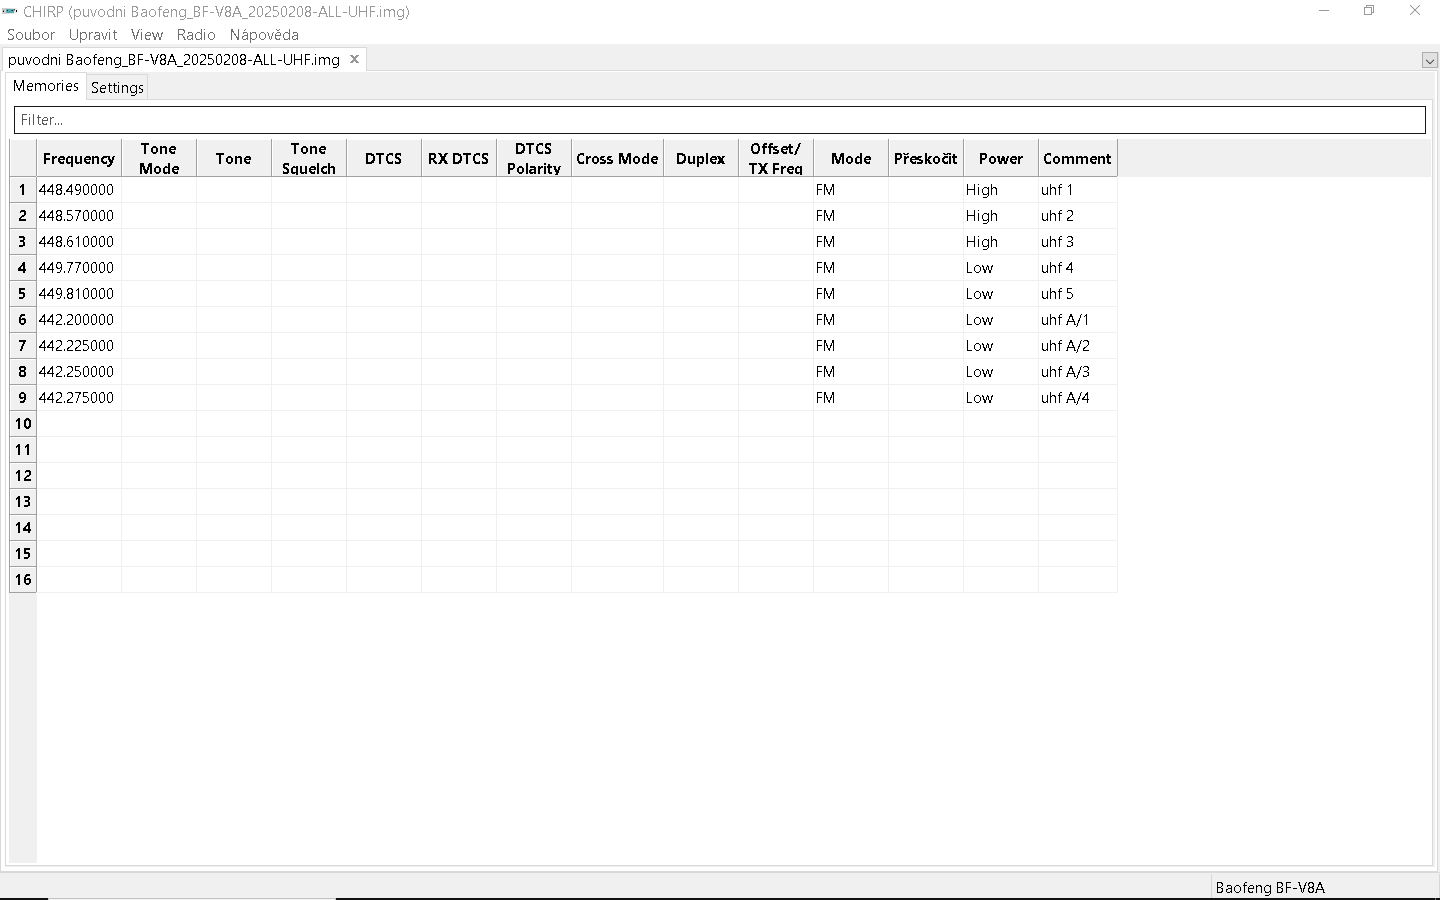 CHIRP (puvodni Baofeng_BF-V8A_20250208-ALL-UHF.img)
Soubor Upravit View Radio Nápověda
puvodni Baofeng_BF-V8A_20250208-ALL-UHF.img
Memories Settings
Filter...
Frequency Tone Mode Tone Tone Squelch DTCS RX DTCS DTCS Polarity Cross Mode Duplex Offset/ TX Freq Mode Přeskočit Power Comment
1 448.490000 FM High uhf 1
2 448.570000 FM High uhf 2
3 448.610000 FM High uhf 3
4 449.770000 FM Low uhf 4
5 449.810000 FM Low uhf 5
6 442.200000 FM Low uhf A/1
7 442.225000 FM Low uhf A/2
8 442.250000 FM Low uhf A/3
9 442.275000 FM Low uhf A/4
10
11
12
13
14
15
16
Baofeng BF-V8A